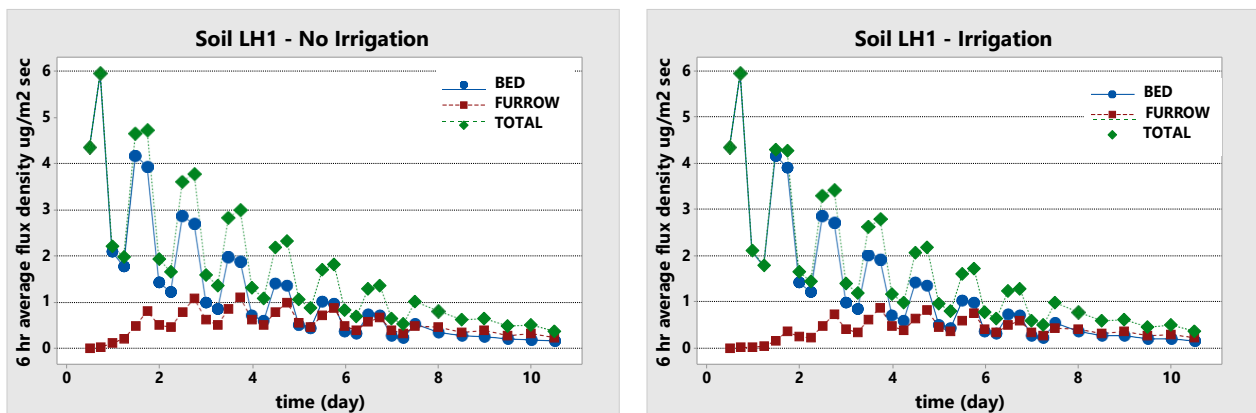 Soil LH1 - No Irrigation
6 hr average flux density ug/m2 sec
6
5
4
3
2
1
0
BED
FURROW
TOTAL
0 2 4 6 8 10
time (day)
Soil LH1 - Irrigation
6 hr average flux density ug/m2 sec
6
5
4
3
2
1
0
BED
FURROW
TOTAL
0 2 4 6 8 10
time (day)